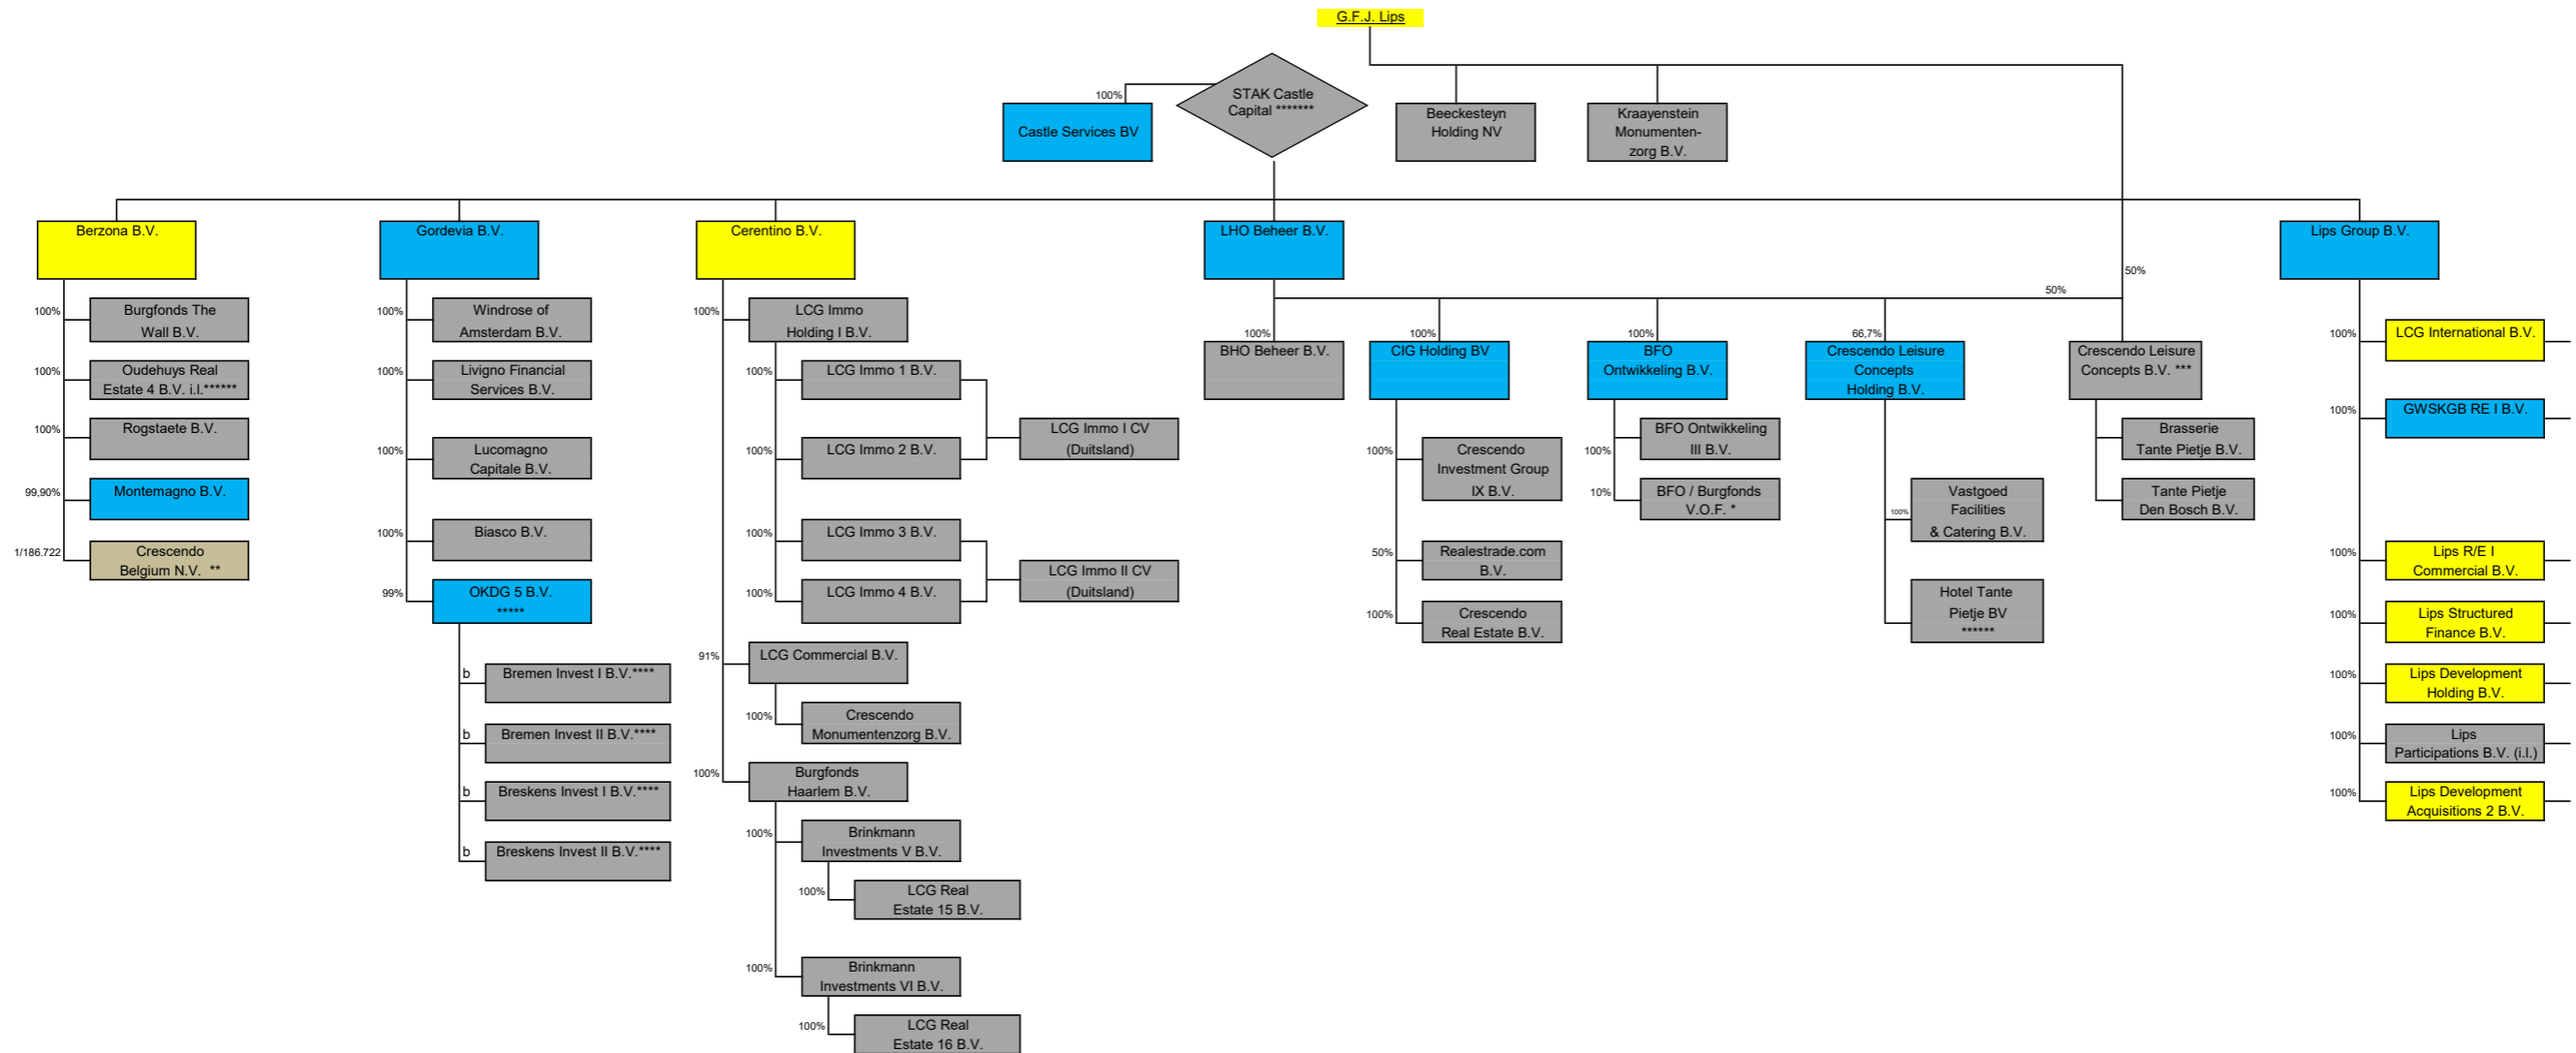 G.F.J. Lips
100%
STAK Castle
Capital *******
Castle Services BV
Beeckesteyn
Holding NV
Kraayenstein
Monumenten-
zorg B.V.
Berzona B.V.
Gordevia B.V.
Cerentino B.V.
LHO Beheer B.V.
Lips Group B.V.
50%
50%
100%
Burgfonds The
Wall B.V.
100%
Oudehuys Real
Estate 4 B.V. i.l.******
100%
Rogstaete B.V.
99,90%
Montemagno B.V.
1/186.722
Crescendo
Belgium N.V. **
100%
Windrose of
Amsterdam B.V.
100%
Livigno Financial
Services B.V.
100%
Lucomagno
Capitale B.V.
100%
Biasco B.V.
99%
OKDG 5 B.V.
*****
b
Bremen Invest I B.V.****
b
Bremen Invest II B.V.****
b
Breskens Invest I B.V.****
b
Breskens Invest II B.V.****
100%
LCG Immo
Holding I B.V.
100%
LCG Immo 1 B.V.
100%
LCG Immo 2 B.V.
LCG Immo I CV
(Duitsland)
100%
LCG Immo 3 B.V.
100%
LCG Immo 4 B.V.
LCG Immo II CV
(Duitsland)
91%
LCG Commercial B.V.
100%
Crescendo
Monumentenzorg B.V.
100%
Burgfonds
Haarlem B.V.
100%
Brinkmann
Investments V B.V.
100%
LCG Real
Estate 15 B.V.
100%
Brinkmann
Investments VI B.V.
100%
LCG Real
Estate 16 B.V.
100%
BHO Beheer B.V.
100%
CIG Holding BV
100%
Crescendo
Investment Group
IX B.V.
50%
Realestrade.com
B.V.
100%
Crescendo
Real Estate B.V.
100%
BFO
Ontwikkeling B.V.
100%
BFO Ontwikkeling
III B.V.
10%
BFO / Burgfonds
V.O.F. *
66,7%
Crescendo Leisure
Concepts
Holding B.V.
100%
Vastgoed
Facilities
& Catering B.V.
Hotel Tante
Pietje BV
******
Crescendo Leisure
Concepts B.V. ***
Brasserie
Tante Pietje B.V.
Tante Pietje
Den Bosch B.V.
100%
LCG International B.V.
100%
GWSKGB RE I B.V.
100%
Lips R/E I
Commercial B.V.
100%
Lips Structured
Finance B.V.
100%
Lips Development
Holding B.V.
100%
Lips
Participations B.V. (i.l.)
100%
Lips Development
Acquisitions 2 B.V.